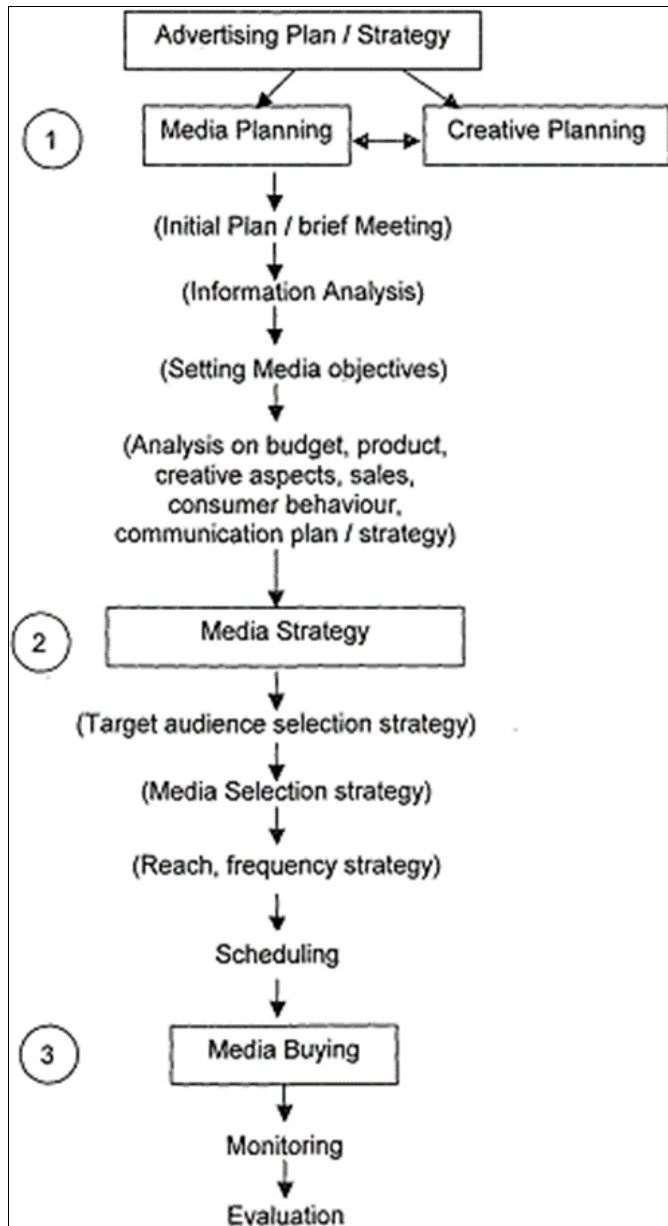 Advertising Plan / Strategy
1
Media Planning
Creative Planning
(Initial Plan / brief Meeting)
(Information Analysis)
(Setting Media objectives)
(Analysis on budget, product,
creative aspects, sales,
consumer behaviour,
communication plan / strategy)
2
Media Strategy
(Target audience selection strategy)
(Media Selection strategy)
(Reach, frequency strategy)
Scheduling
3
Media Buying
Monitoring
Evaluation